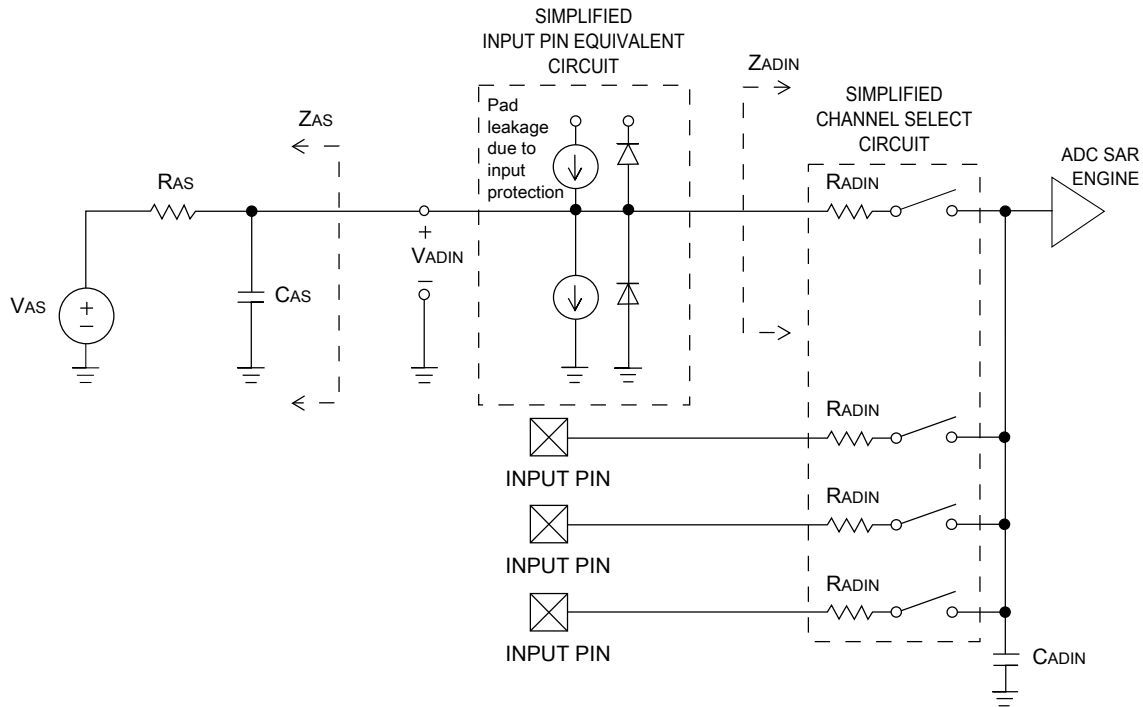 SIMPLIFIED
INPUT PIN EQUIVALENT
CIRCUIT
ZADIN
Pad
leakage
due to
input
protection
SIMPLIFIED
CHANNEL SELECT
CIRCUIT
ZAS
ADC SAR
ENGINE
RAS
RADIN
+
VADIN
−
VAS
+
−
CAS
RADIN
INPUT PIN
RADIN
INPUT PIN
RADIN
INPUT PIN
CADIN